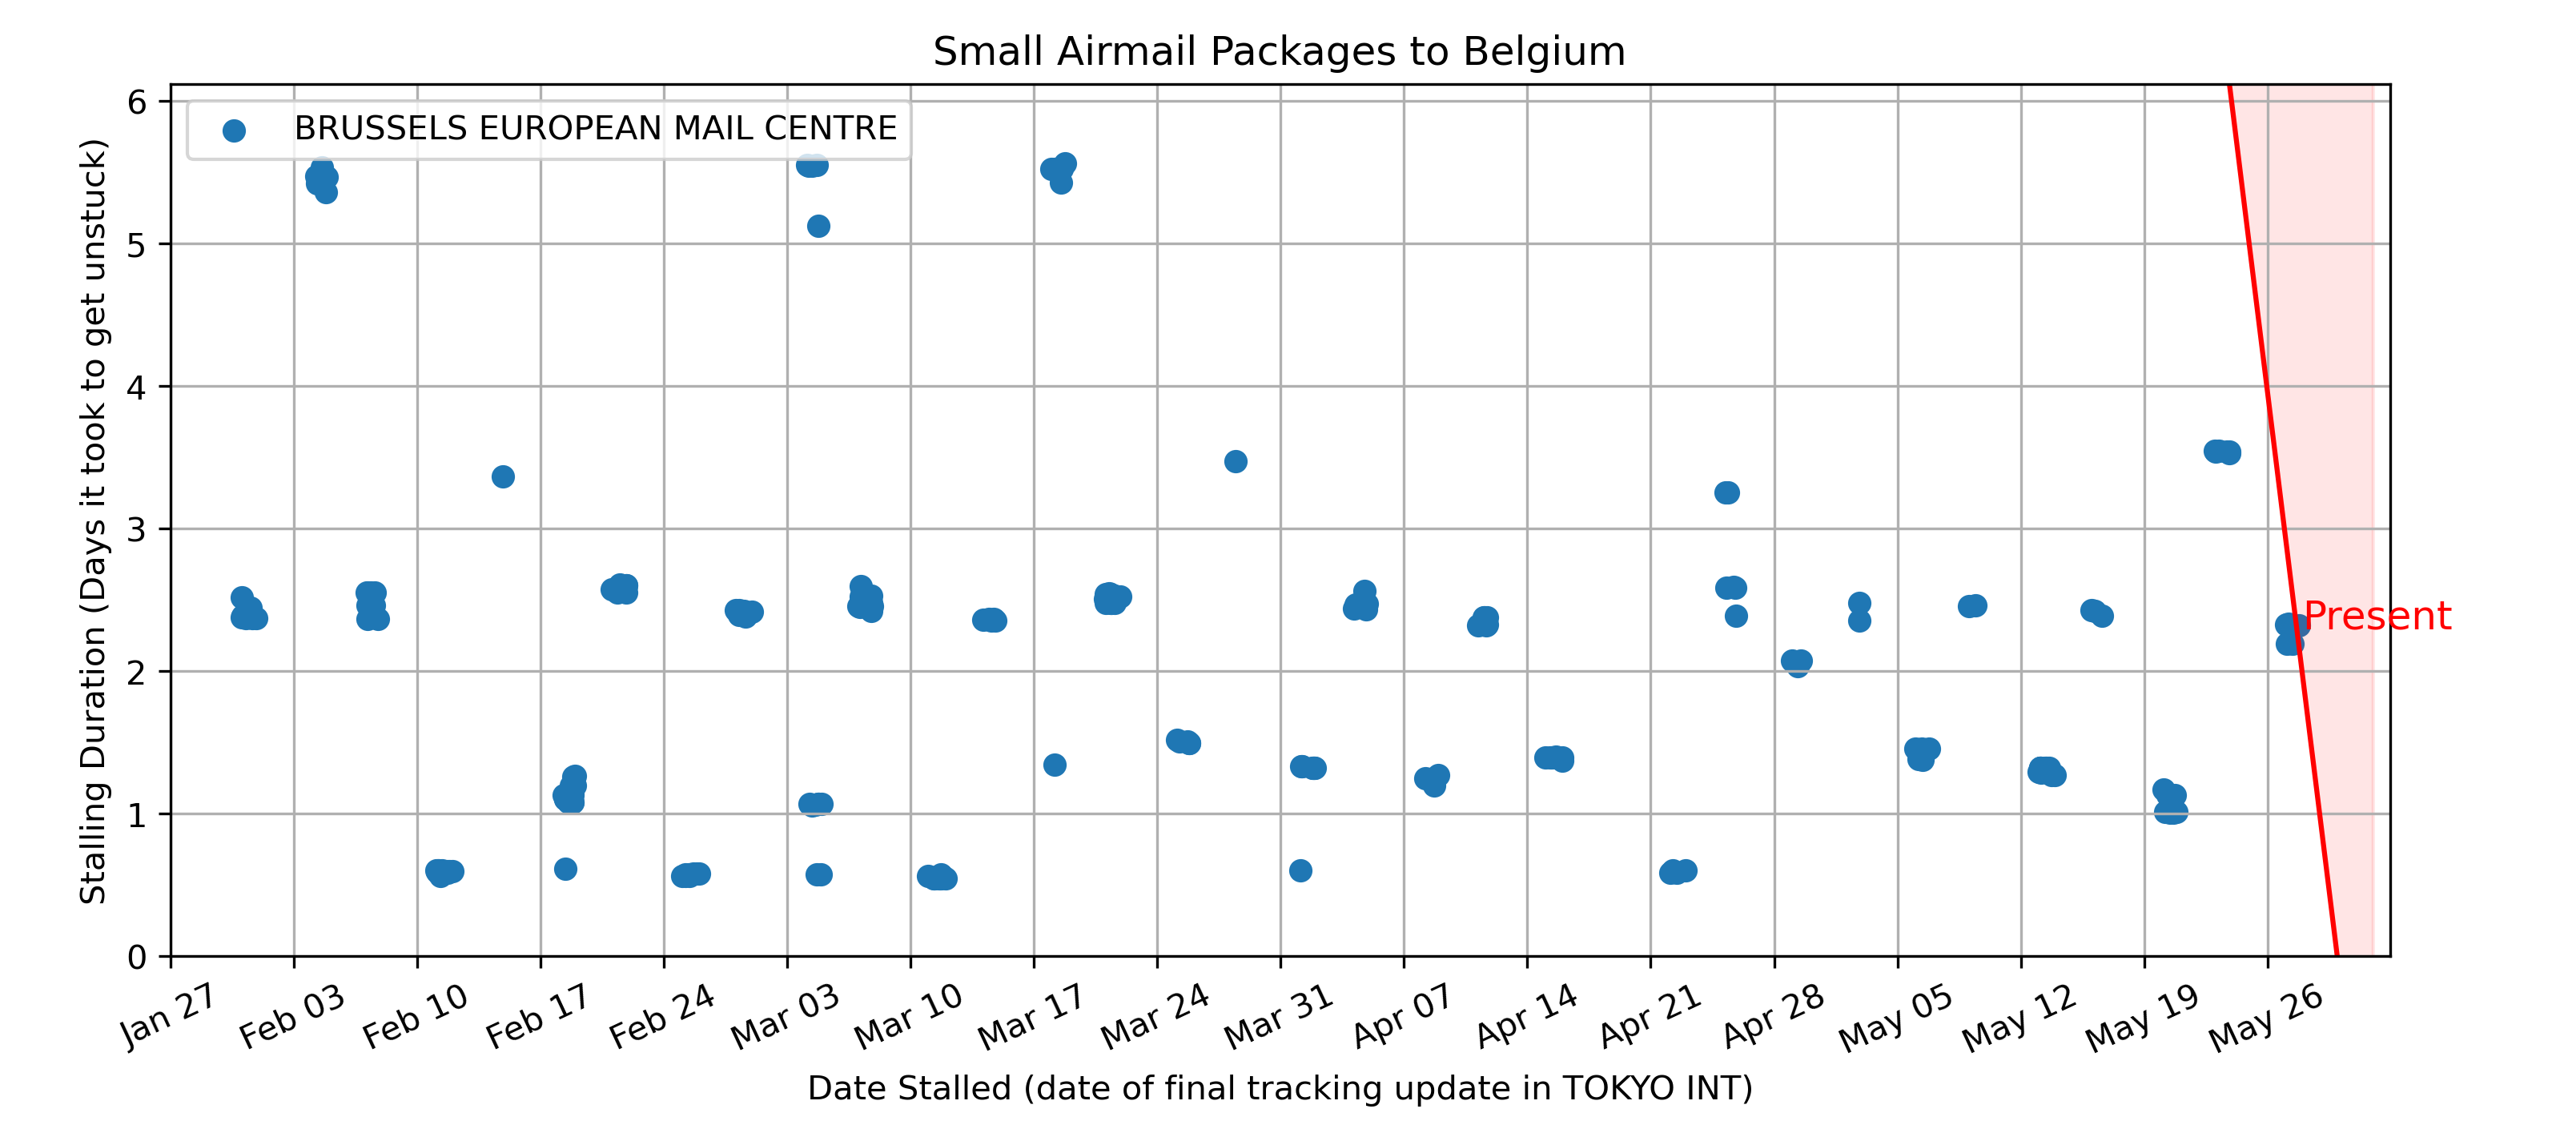 Small Airmail Packages to Belgium
BRUSSELS EUROPEAN MAIL CENTRE
Stalling Duration (Days it took to get unstuck)
6
5
4
3
2
1
0
Present
Jan 27
Feb 03
Feb 10
Feb 17
Feb 24
Mar 03
Mar 10
Mar 17
Mar 24
Mar 31
Apr 07
Apr 14
Apr 21
Apr 28
May 05
May 12
May 19
May 26
Date Stalled (date of final tracking update in TOKYO INT)